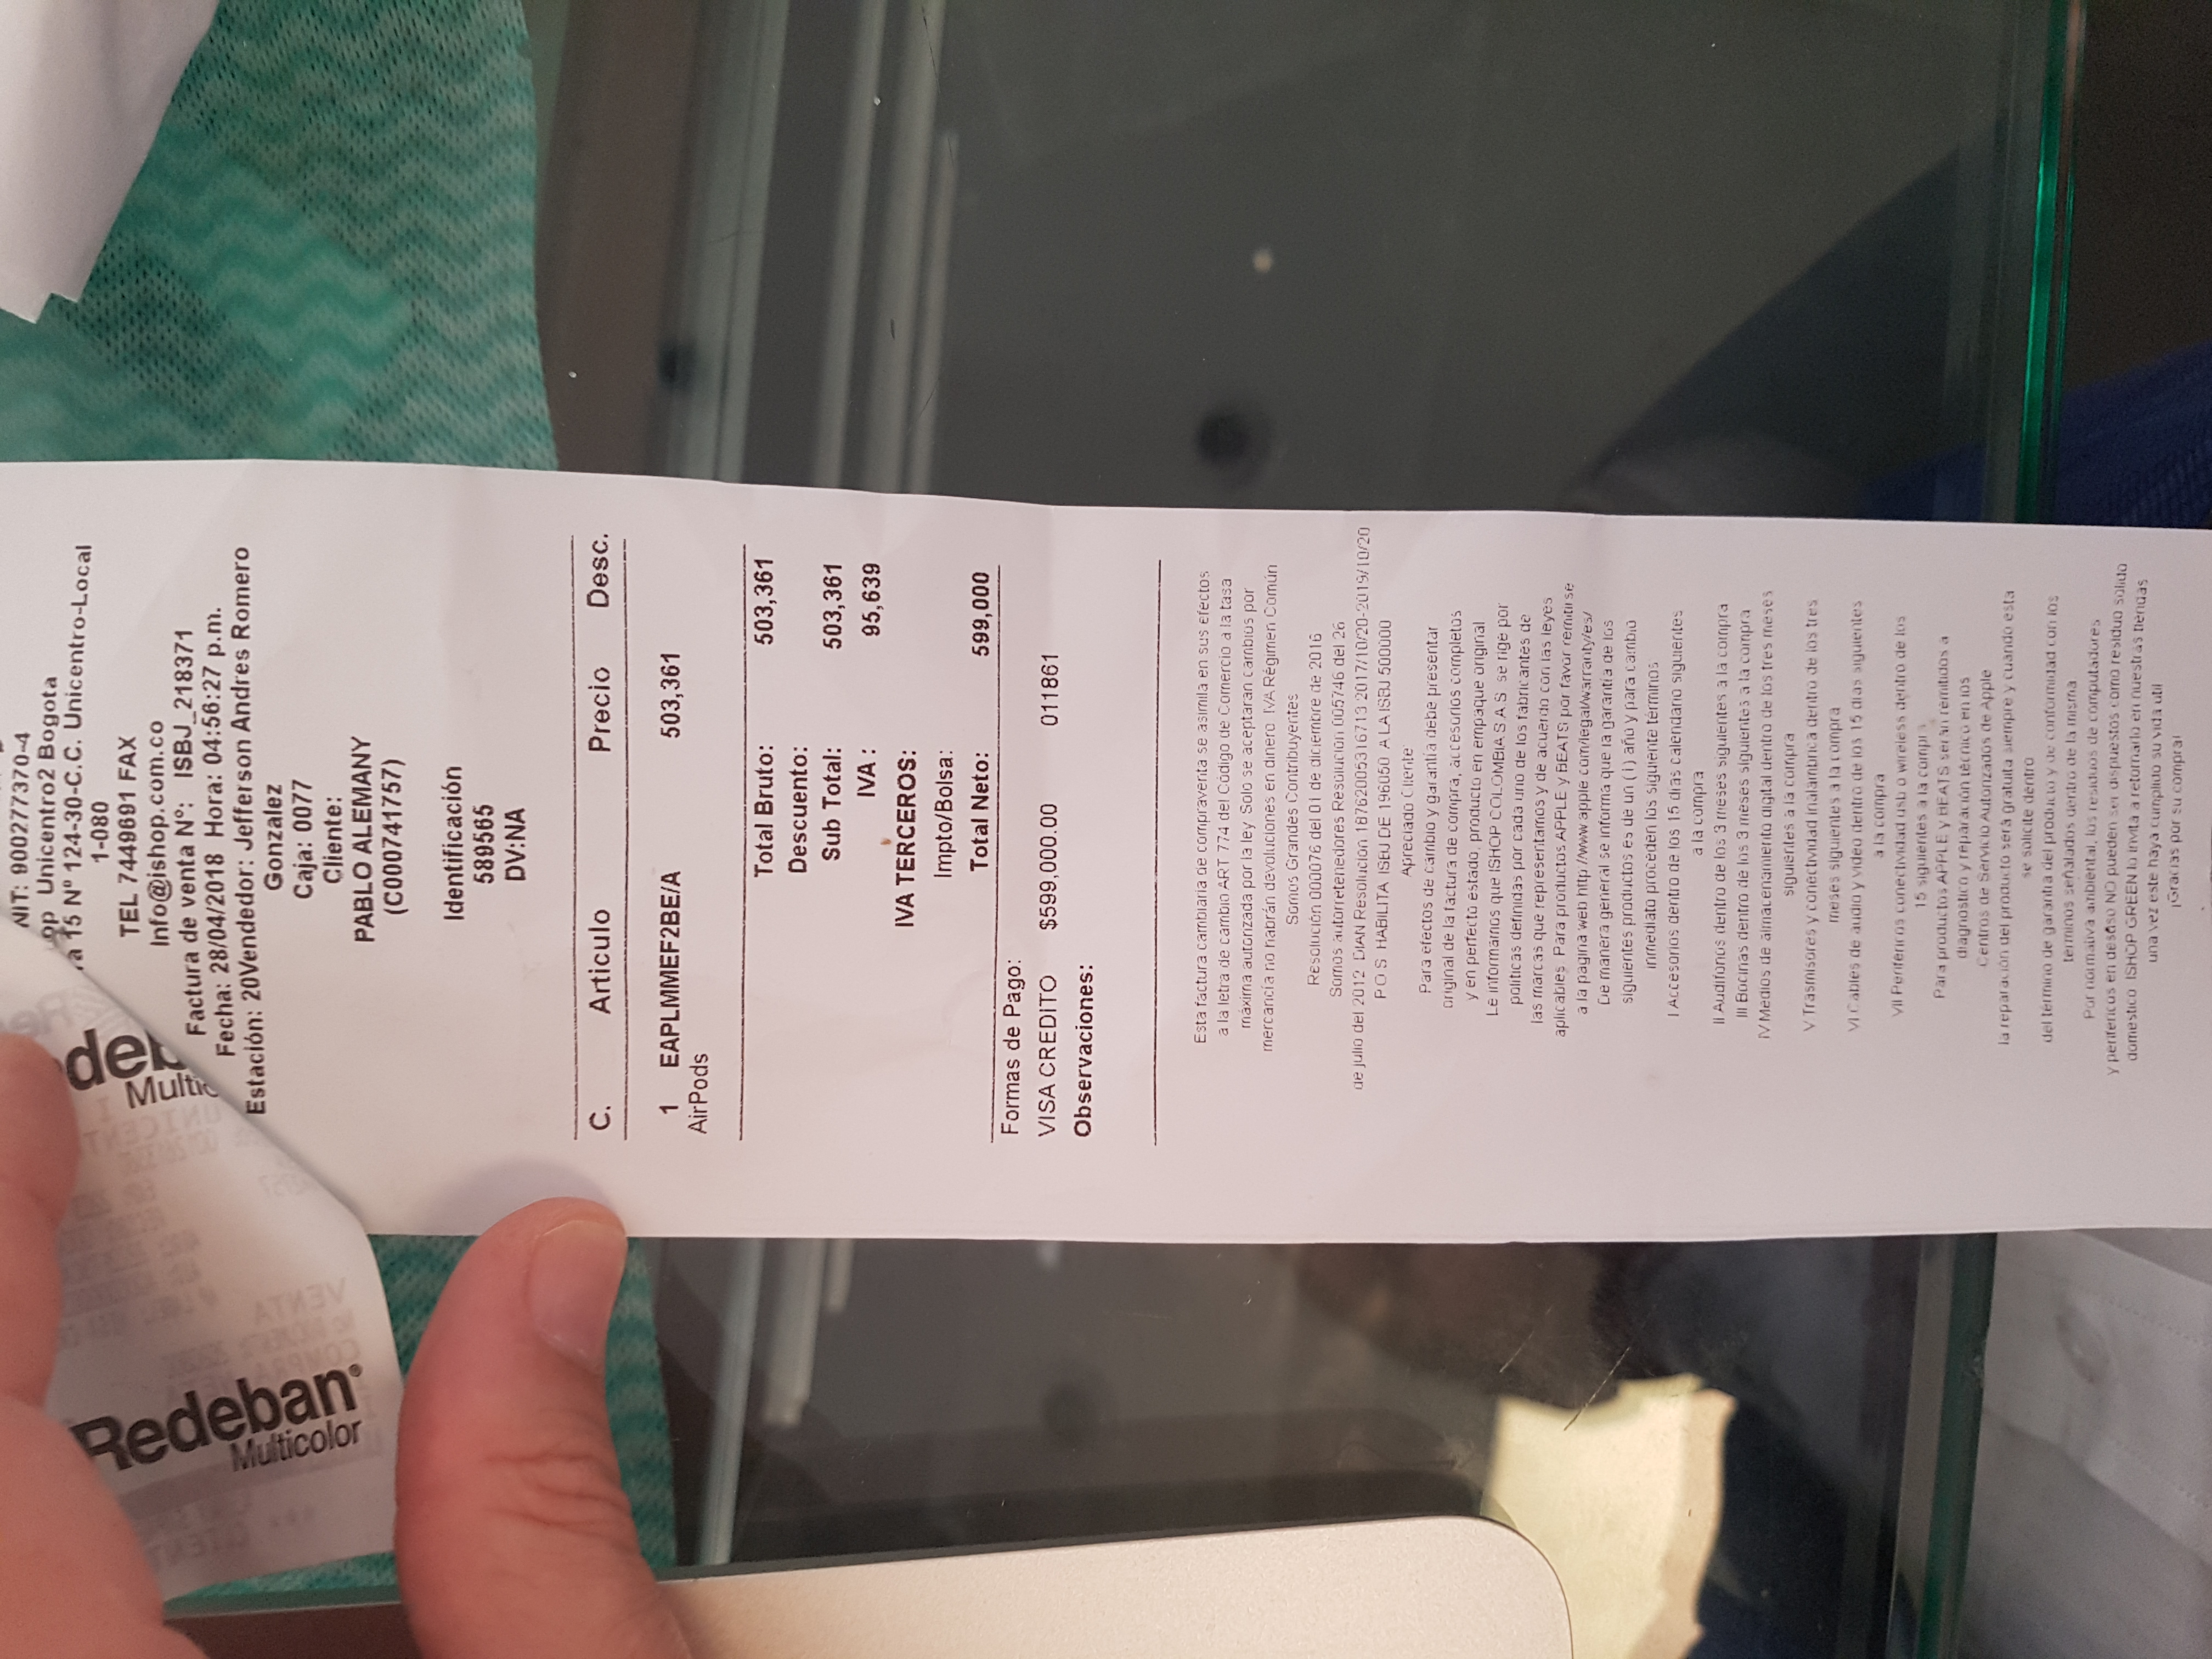 Redeban
Multicolor
NIT: 900277370-4
op Unicentro2 Bogota
a 15 Nº 124-30-C.C. Unicentro-Local
1-080
TEL 7449691 FAX
Info@ishop.com.co
Factura de venta Nº: ISBJ_218371
Fecha: 28/04/2018 Hora: 04:56:27 p.m.
Estación: 20Vendedor: Jefferson Andres Romero
Gonzalez
Caja: 0077
Cliente:
PABLO ALEMANY
(C000741757)
Identificación
589565
DV:NA
C. Articulo Precio Desc.
1 EAPLMMEF2BE/A 503,361
AirPods
Total Bruto: 503,361
Descuento:
Sub Total: 503,361
IVA : 95,639
IVA TERCEROS:
Impto/Bolsa:
Total Neto: 599,000
Formas de Pago:
VISA CREDITO $599,000.00 011861
Observaciones:
Esta factura cambiaria de compraventa se asimila en sus efectos
a la letra de cambio ART 774 del Código de Comercio a la tasa
máxima autorizada por la ley Solo se aceptaran cambios por
mercancía no habrán devoluciones en dinero IVA Régimen Común
Somos Grandes Contribuyentes
Resolución 000076 del 01 de diciembre de 2016
Somos autorretenedores Resolución 005746 del 26
de julio del 2012 DIAN Resolucion 18762005316713 2017/10/20-2019/10/20
P O S HABILITA ISBJ DE 196050 A LA ISBJ 500000
Apreciado Cliente
Para efectos de cambio y garantía debe presentar
original de la factura de compra, accesorios completos
y en perfecto estado, producto en empaque original
Le informamos que ISHOP COLOMBIA S A S se rige por
políticas definidas por cada uno de los fabricantes de
las marcas que representamos y de acuerdo con las leyes
aplicables Para productos APPLE y BEATS por favor remitirse
a la pagina web http //www apple com/legal/warranty/es/
De manera general se informa que la garantía de los
siguientes productos es de un (1) año y para cambio
inmediato proceden los siguiente términos
I Accesorios dentro de los 15 días calendario siguientes
a la compra
II Audífonos dentro de los 3 meses siguientes a la compra
III Bocinas dentro de los 3 meses siguientes a la compra
IV Medios de almacenamiento digital dentro de los tres meses
siguientes a la compra
V Trasmisores y conectividad inalámbrica dentro de los tres
meses siguientes a la compra
VI Cables de audio y video dentro de los 15 días siguientes
a la compra
VII Periféricos conectividad usb o wireless dentro de los
15 siguientes a la compra
Para productos APPLE y BEATS serán remitidos a
diagnostico y reparación técnico en los
Centros de Servicio Autorizados de Apple
la reparación del producto será gratuita siempre y cuando esta
se solicite dentro
del término de garantía del producto y de conformidad con los
términos señalados dentro de la misma
Por normativa ambiental, los residuos de computadores
y perifericos en desuso NO pueden ser dispuestos como residuo solido
domestico ISHOP GREEN lo invita a retornarlo en nuestras tiendas
una vez este haya cumplido su vida util
¡Gracias por su compra!